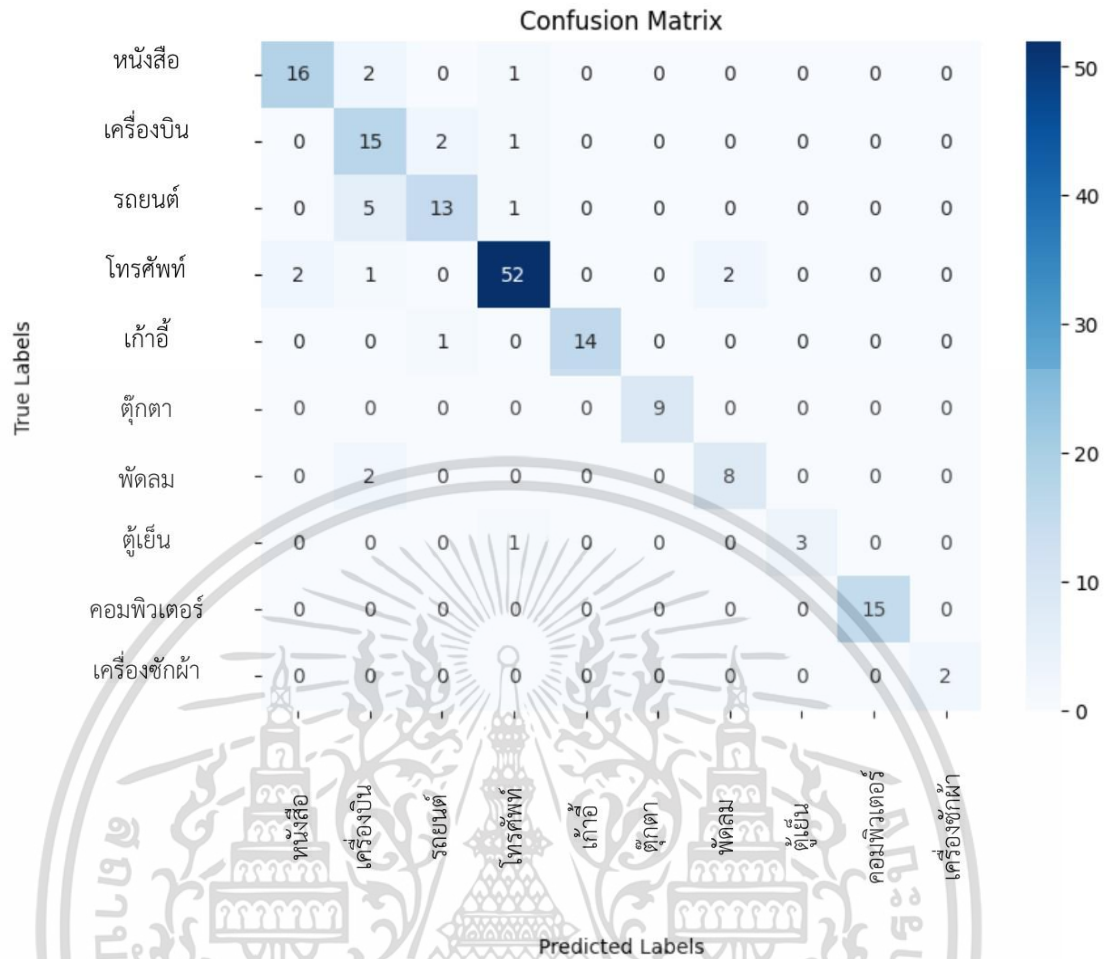 Confusion Matrix
หนังสือ 16 2 0 1 0 0 0 0 0 0
เครื่องบิน 0 15 2 1 0 0 0 0 0 0
รถยนต์ 0 5 13 1 0 0 0 0 0 0
โทรศัพท์ 2 1 0 52 0 0 2 0 0 0
เก้าอี้ 0 0 1 0 14 0 0 0 0 0
ตุ๊กตา 0 0 0 0 0 9 0 0 0 0
พัดลม 0 2 0 0 0 0 8 0 0 0
ตู้เย็น 0 0 0 1 0 0 0 3 0 0
คอมพิวเตอร์ 0 0 0 0 0 0 0 0 15 0
เครื่องซักผ้า 0 0 0 0 0 0 0 0 0 2
True Labels
50
40
30
20
10
0
หนังสือ
เครื่องบิน
รถยนต์
โทรศัพท์
เก้าอี้
ตุ๊กตา
พัดลม
ตู้เย็น
คอมพิวเตอร์
เครื่องซักผ้า
Predicted Labels